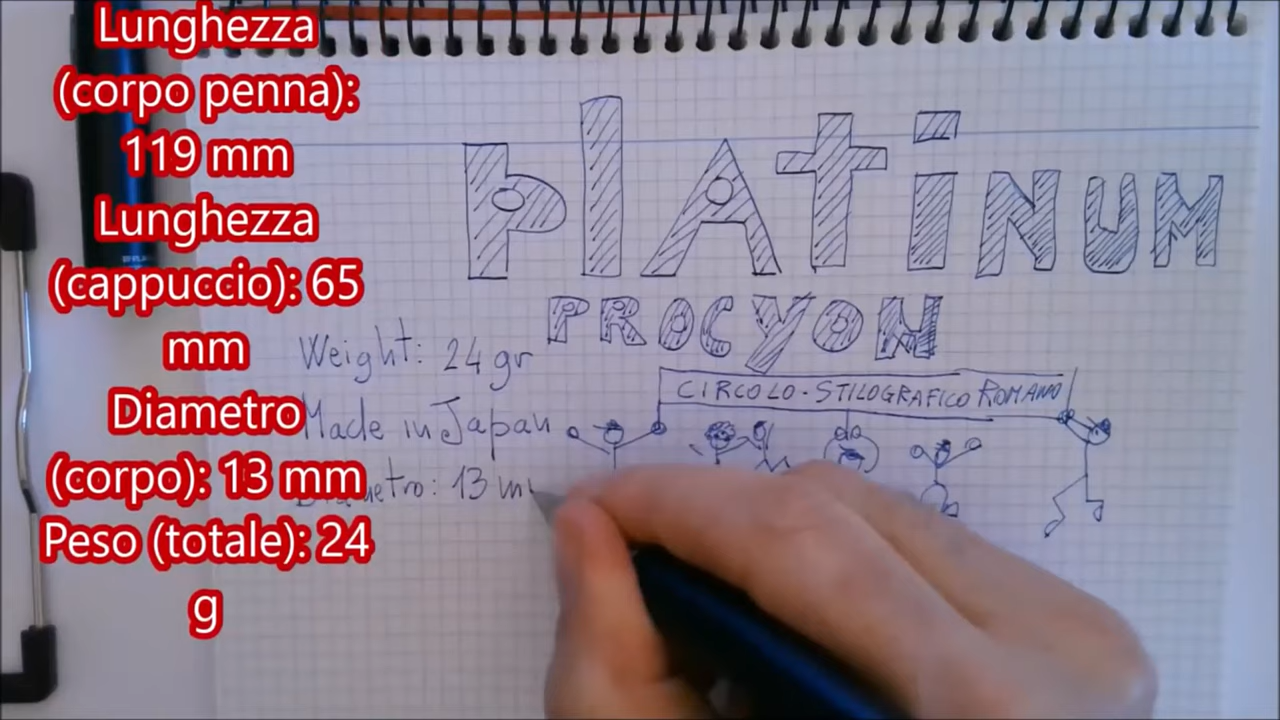 Lunghezza
(corpo penna):
119 mm
Lunghezza
(cappuccio): 65
mm
Diametro
(corpo): 13 mm
Peso (totale): 24
g
platinum
PROCYON
CIRCOLO-STILOGRAFICO ROMANO
Weight: 24 gr
Made in Japan
13 m